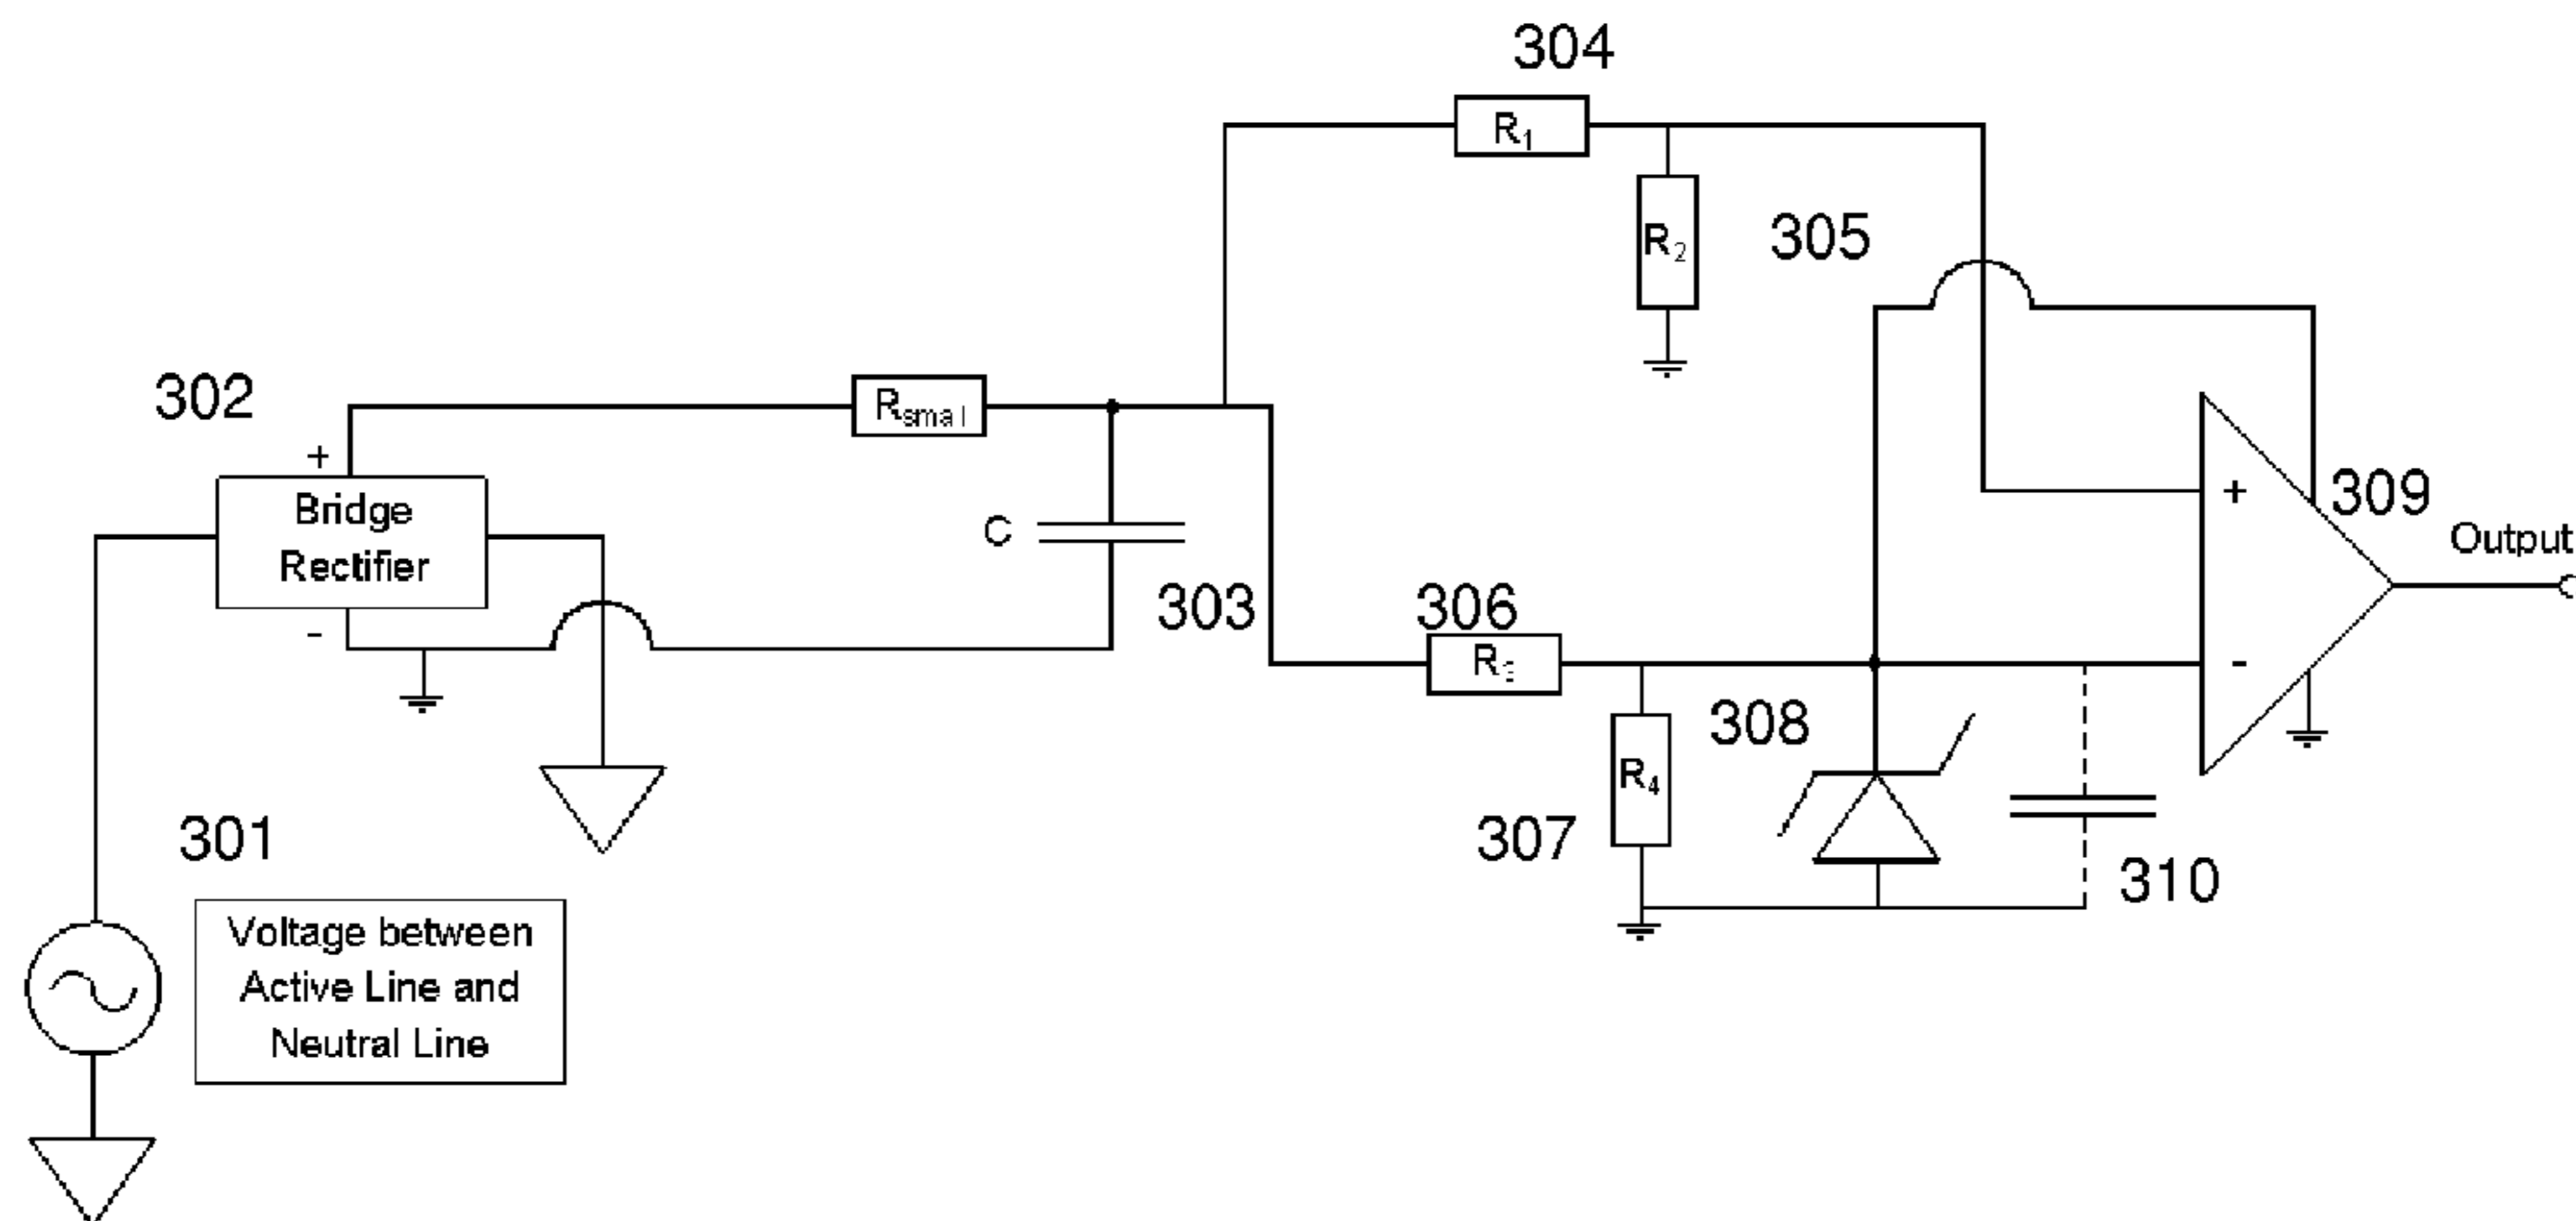 304
R1
R2
305
302
Rsmall
+
Bridge
Rectifier
-
C
303
306
R3
+
-
309
Output
308
R4
307
310
301
Voltage between
Active Line and
Neutral Line